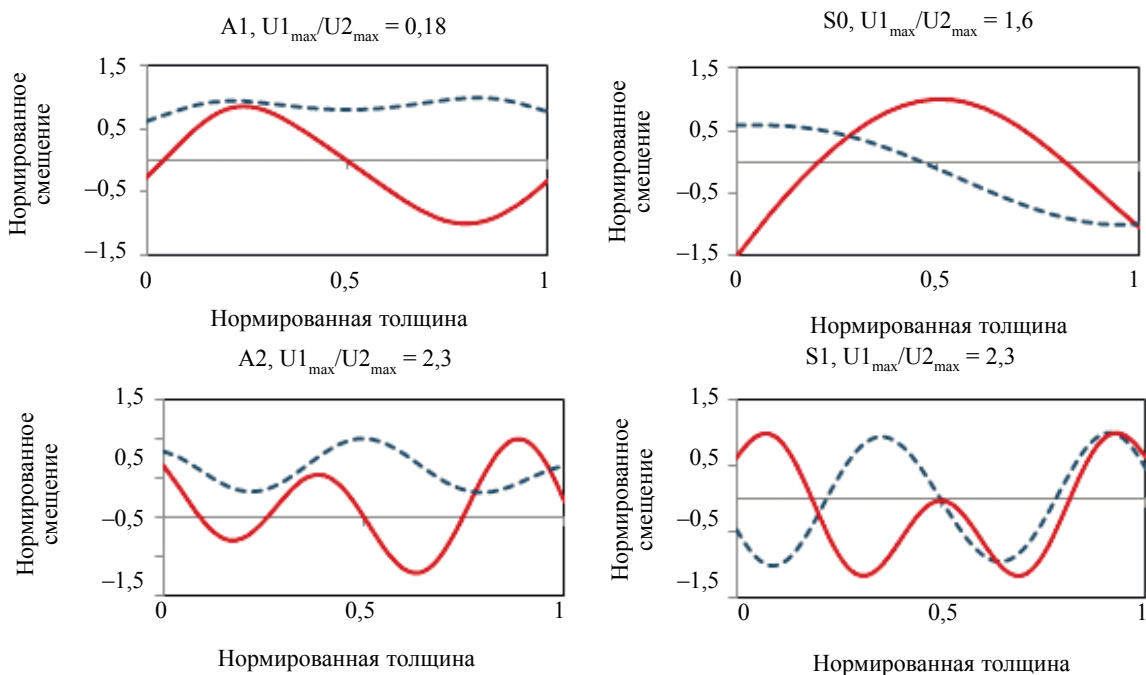 A1, U1max/U2max = 0,18
Нормированное
смещение
1,5
0,5
–0,5
–1,5
0
0,5
1
Нормированная толщина
S0, U1max/U2max = 1,6
Нормированное
смещение
1,5
0,5
–0,5
–1,5
0
0,5
1
Нормированная толщина
A2, U1max/U2max = 2,3
Нормированное
смещение
1,5
0,5
–0,5
–1,5
0
0,5
1
Нормированная толщина
S1, U1max/U2max = 2,3
Нормированное
смещение
1,5
0,5
–0,5
–1,5
0
0,5
1
Нормированная толщина